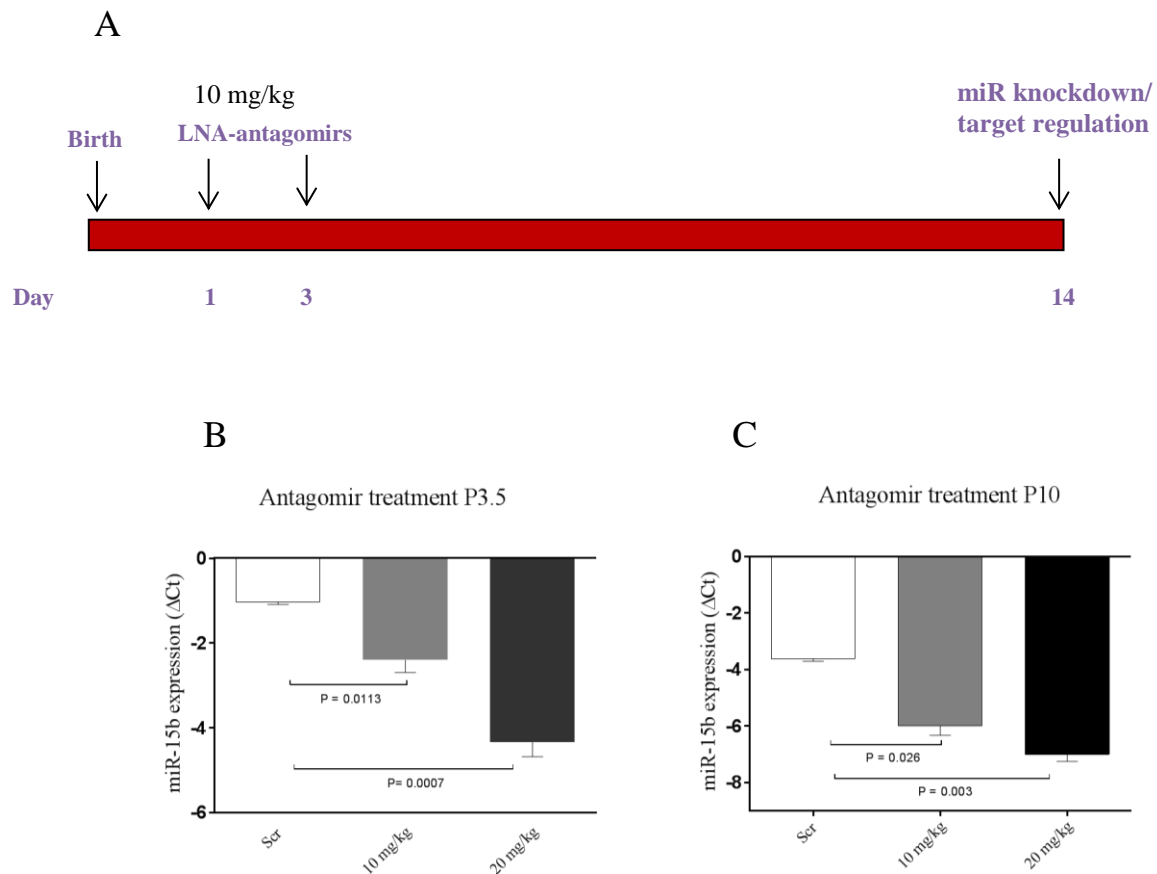 A
10 mg/kg
LNA-antagomirs
Birth
miR knockdown/
target regulation
Day
1
3
14
B
Antagomir treatment P3.5
miR-15b expression (ΔCt)
0
-2
-4
-6
P = 0.0113
P= 0.0007
Scr
10 mg/kg
20 mg/kg
C
Antagomir treatment P10
miR-15b expression (ΔCt)
0
-2
-4
-6
-8
P = 0.026
P = 0.003
Scr
10 mg/kg
20 mg/kg